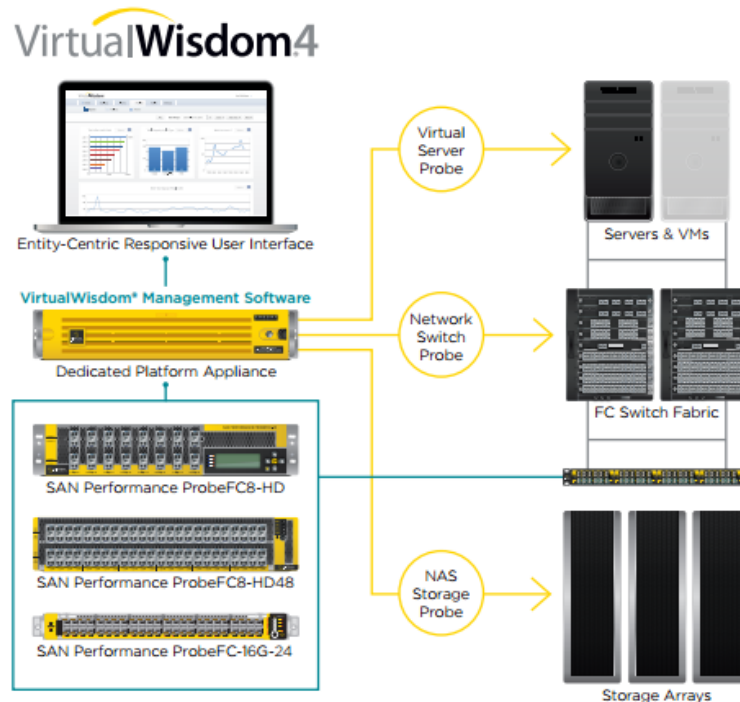 VirtualWisdom4
Virtual
Server
Probe
Servers & VMs
Entity-Centric Responsive User Interface
VirtualWisdom® Management Software
Dedicated Platform Appliance
Network
Switch
Probe
FC Switch Fabric
SAN Performance ProbeFC8-HD
SAN Performance ProbeFC8-HD48
SAN Performance ProbeFC-16G-24
NAS
Storage
Probe
Storage Arrays